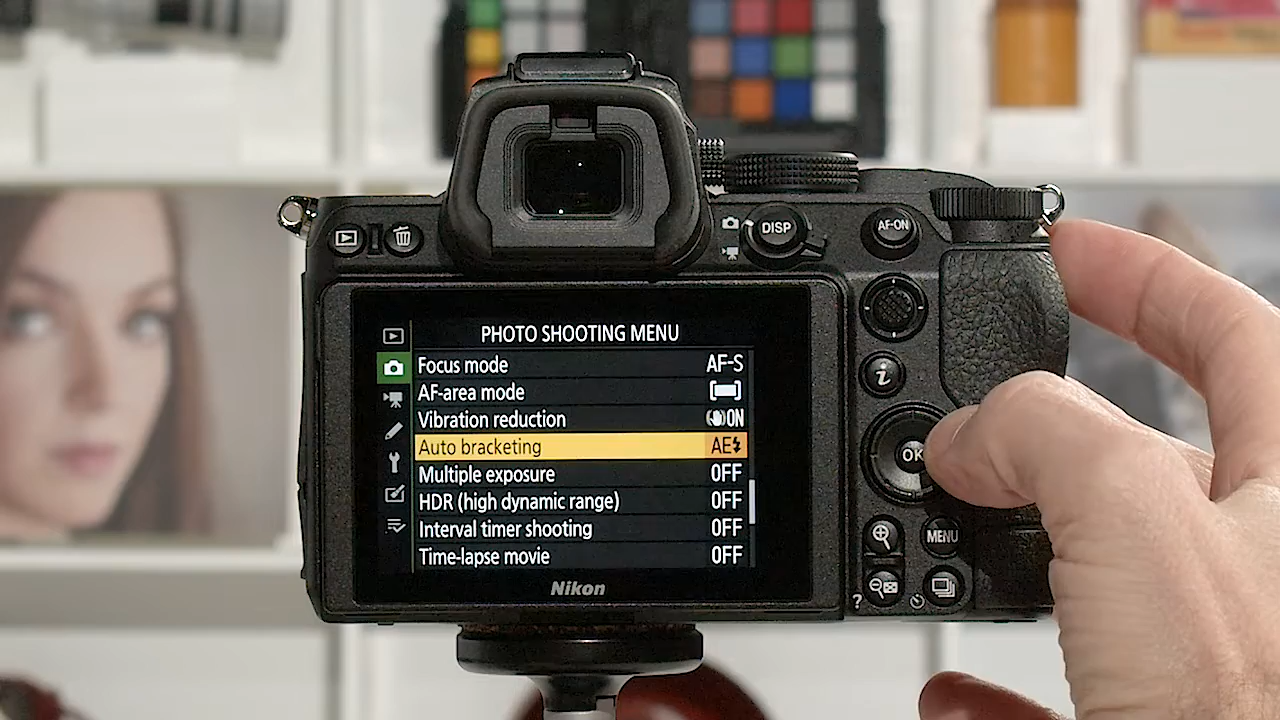 DISP
AF-ON
PHOTO SHOOTING MENU
Focus mode AF-S
AF-area mode
Vibration reduction ON
Auto bracketing AE
Multiple exposure OFF
HDR (high dynamic range) OFF
Interval timer shooting OFF
Time-lapse movie OFF
i
OK
MENU
?
Nikon